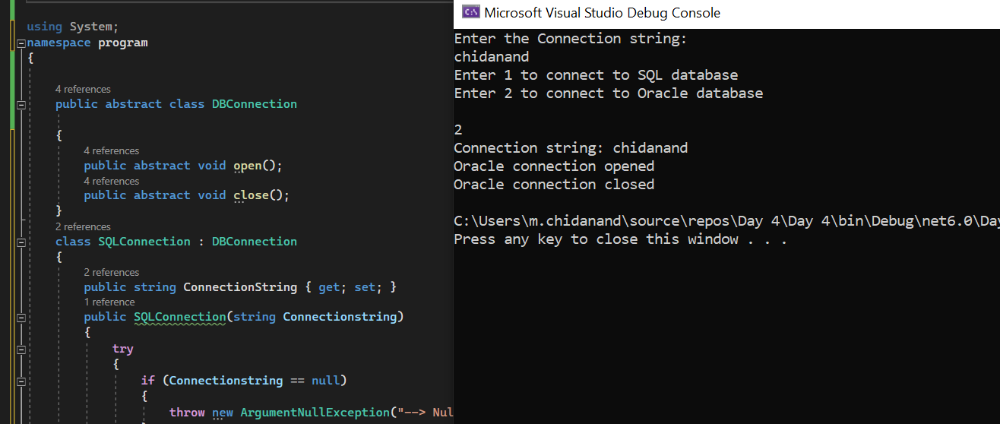 using System;
namespace program
{
4 references
public abstract class DBConnection
{
4 references
public abstract void open();
4 references
public abstract void close();
}
2 references
class SQLConnection : DBConnection
{
2 references
public string ConnectionString { get; set; }
1 reference
public SQLConnection(string Connectionstring)
{
try
{
if (Connectionstring == null)
{
throw new ArgumentNullException("--> Nul
C:\ Microsoft Visual Studio Debug Console
Enter the Connection string:
chidanand
Enter 1 to connect to SQL database
Enter 2 to connect to Oracle database
2
Connection string: chidanand
Oracle connection opened
Oracle connection closed
C:\Users\m.chidanand\source\repos\Day 4\Day 4\bin\Debug\net6.0\Day
Press any key to close this window . . .